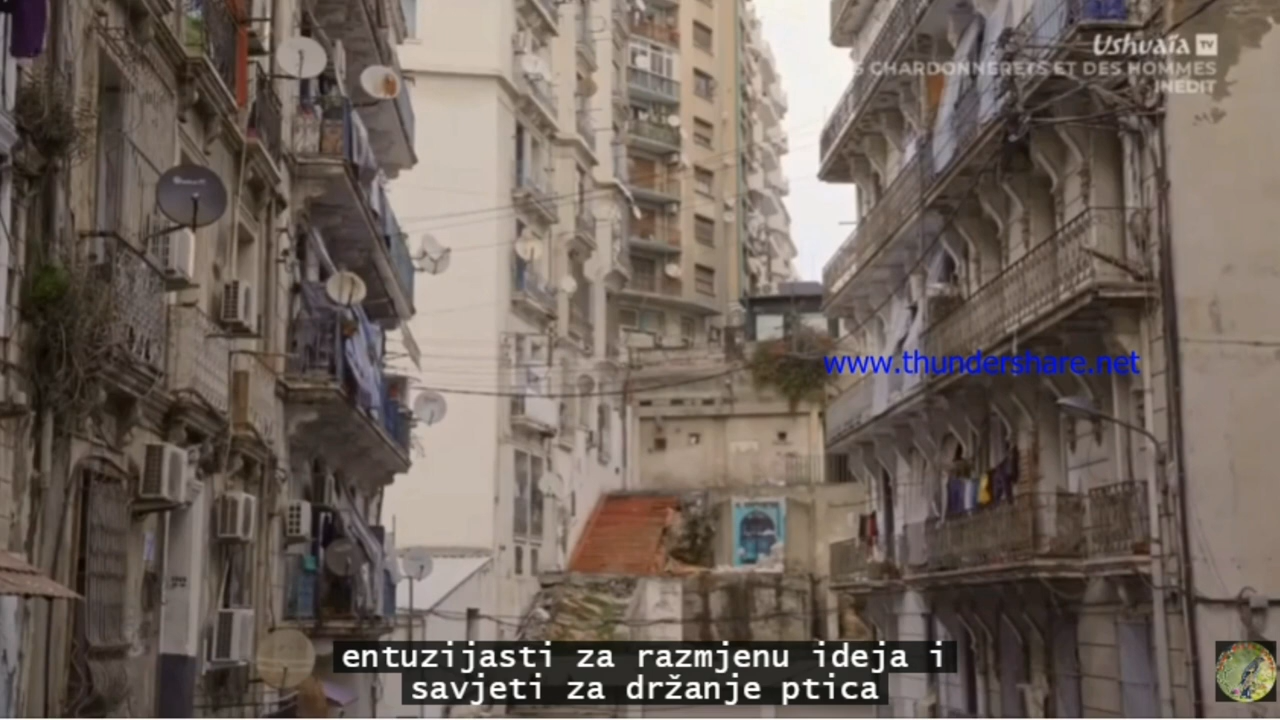 Ushuaïa TV
S CHARDONNERETS ET DES HOMMES
INÉDIT
www.thundershare.net
entuzijasti za razmjenu ideja i
savjeti za držanje ptica